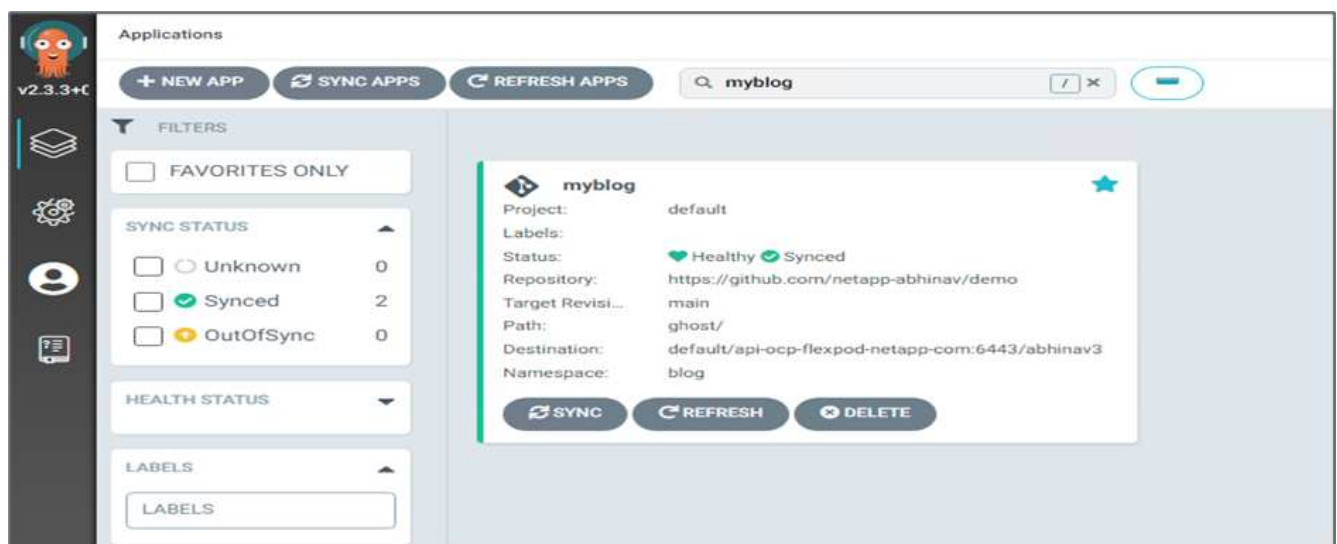 Applications
v2.3.3+(
+ NEW APP
SYNC APPS
REFRESH APPS
myblog
/
FILTERS
FAVORITES ONLY
SYNC STATUS
Unknown 0
Synced 2
OutOfSync 0
HEALTH STATUS
LABELS
LABELS
myblog
Project: default
Labels:
Status: Healthy Synced
Repository: https://github.com/netapp-abhinav/demo
Target Revisi... main
Path: ghost/
Destination: default/api-ocp-flexpod-netapp-com:6443/abhinav3
Namespace: blog
SYNC
REFRESH
DELETE